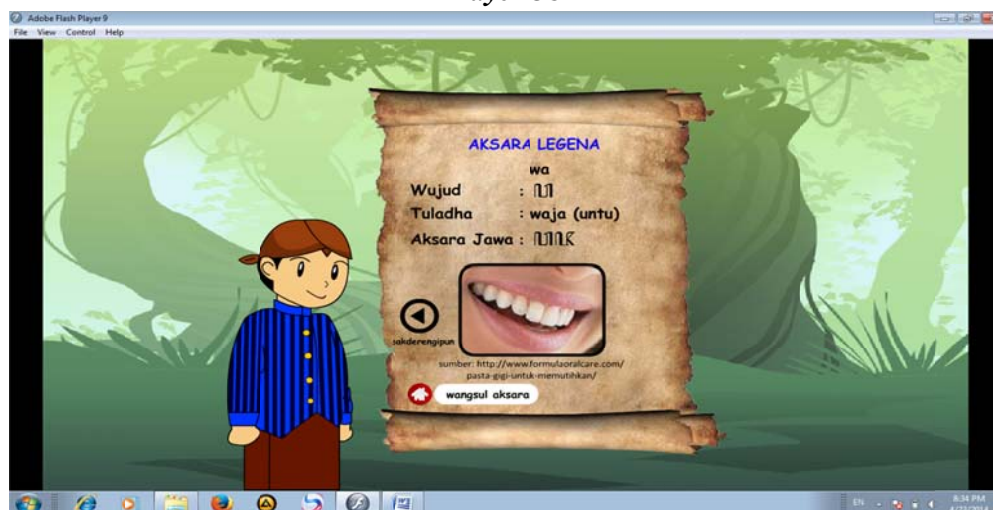 Adobe Flash Player 9
File View Control Help
AKSARA LEGENA
wa
Wujud : ꦮ
Tuladha : waja (untu)
Aksara Jawa : ꦮꦗ
sakderengipun
sumber: http://www.formulaoralcare.com/
pasta-gigi-untuk-memutihkan/
wangsul aksara
EN
6:34 PM